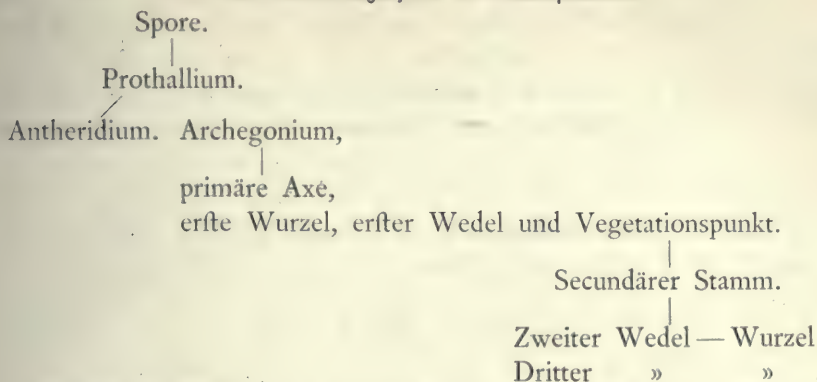 Spore.
Prothallium.
Antheridium. Archegonium,
primäre Axe,
erſte Wurzel, erſter Wedel und Vegetationspunkt.
Secundärer Stamm.
Zweiter Wedel — Wurzel
Dritter » »